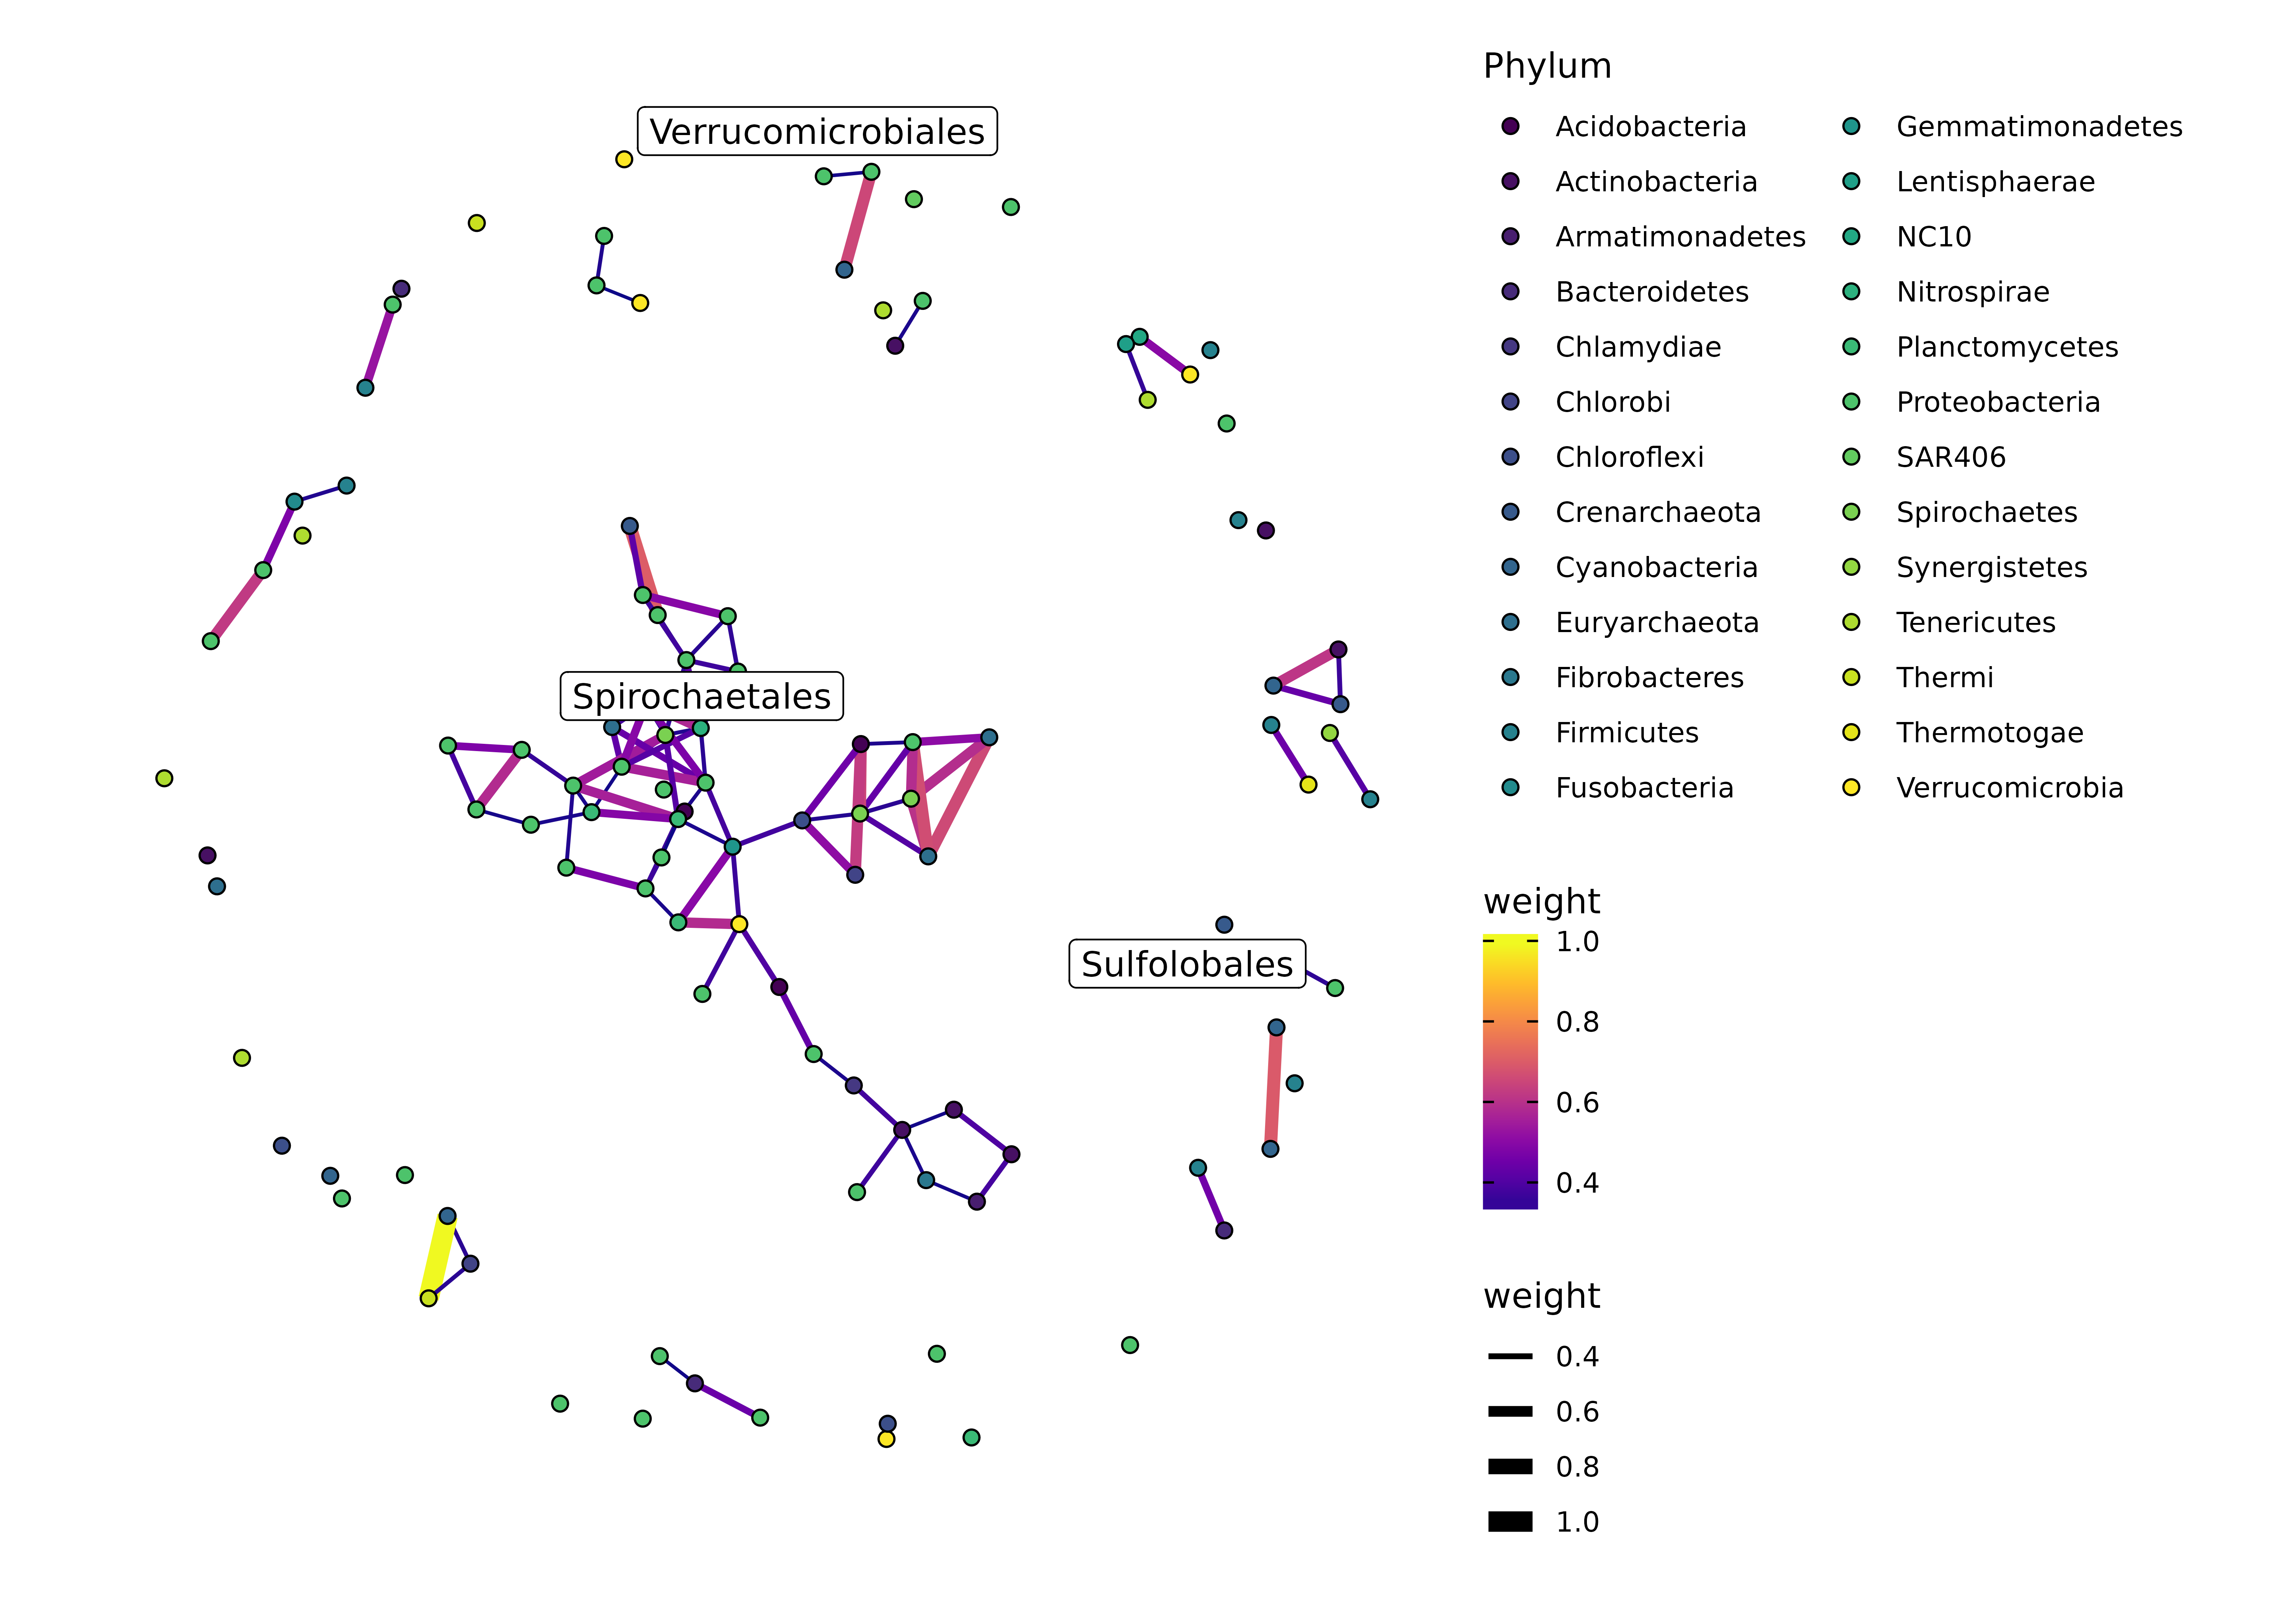 Verrucomicrobiales
Spirochaetales
Sulfolobales
Phylum
Acidobacteria
Actinobacteria
Armatimonadetes
Bacteroidetes
Chlamydiae
Chlorobi
Chloroflexi
Crenarchaeota
Cyanobacteria
Euryarchaeota
Fibrobacteres
Firmicutes
Fusobacteria
Gemmatimonadetes
Lentisphaerae
NC10
Nitrospirae
Planctomycetes
Proteobacteria
SAR406
Spirochaetes
Synergistetes
Tenericutes
Thermi
Thermotogae
Verrucomicrobia
weight
1.0
0.8
0.6
0.4
weight
0.4
0.6
0.8
1.0